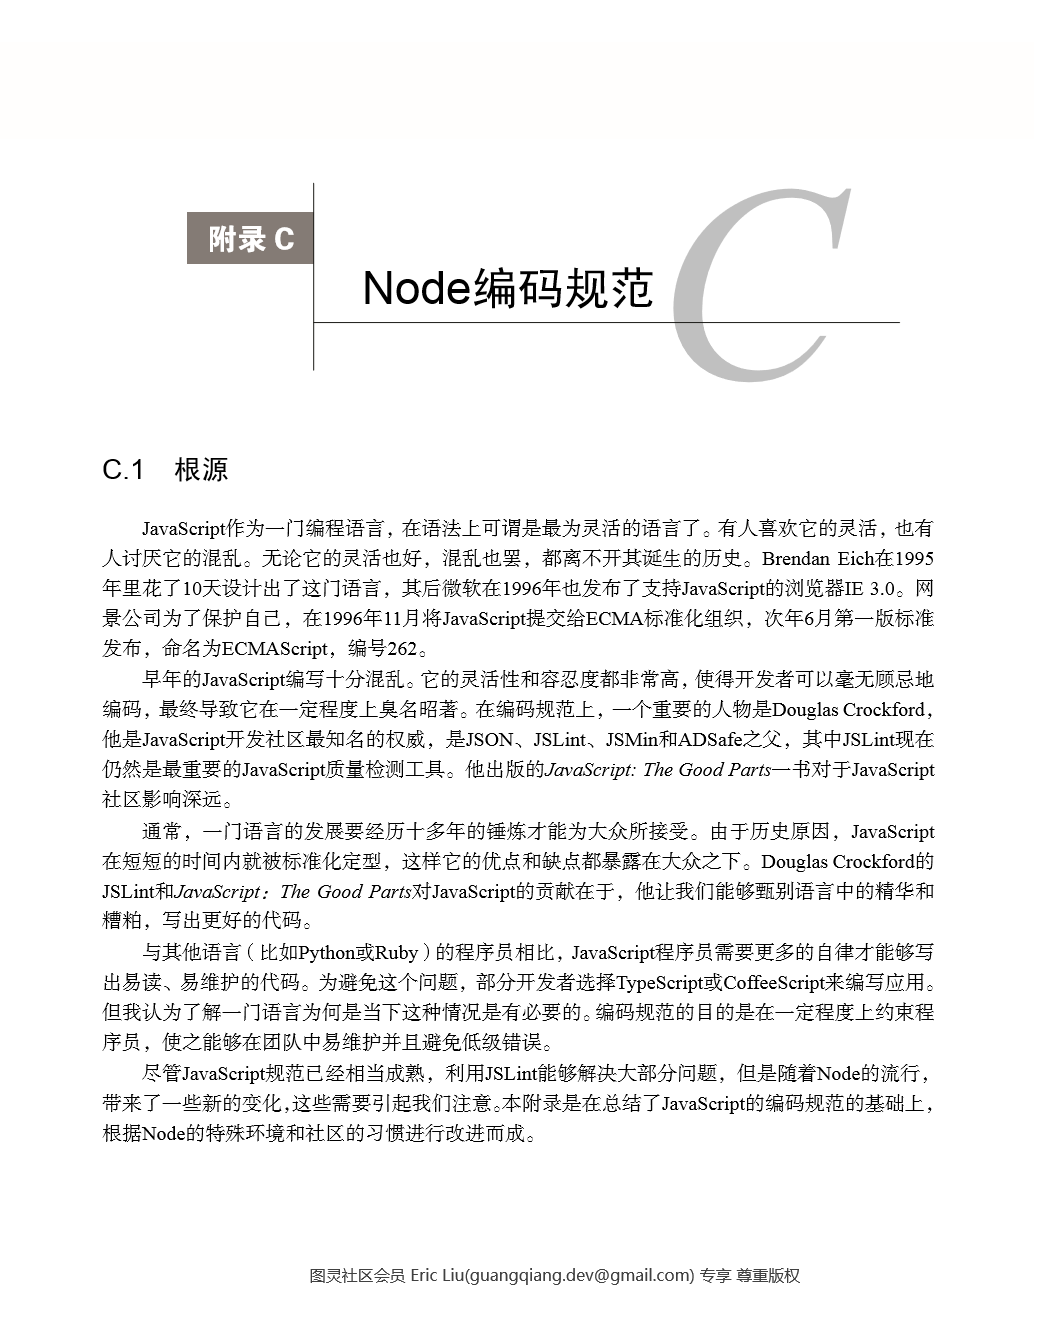 附录 C
C
Node编码规范
C.1 根源
JavaScript作为一门编程语言，在语法上可谓是最为灵活的语言了。有人喜欢它的灵活，也有
人讨厌它的混乱。无论它的灵活也好，混乱也罢，都离不开其诞生的历史。Brendan Eich在1995
年里花了10天设计出了这门语言，其后微软在1996年也发布了支持JavaScript的浏览器IE 3.0。网
景公司为了保护自己，在1996年11月将JavaScript提交给ECMA标准化组织，次年6月第一版标准
发布，命名为ECMAScript，编号262。
早年的JavaScript编写十分混乱。它的灵活性和容忍度都非常高，使得开发者可以毫无顾忌地
编码，最终导致它在一定程度上臭名昭著。在编码规范上，一个重要的人物是Douglas Crockford，
他是JavaScript开发社区最知名的权威，是JSON、JSLint、JSMin和ADSafe之父，其中JSLint现在
仍然是最重要的JavaScript质量检测工具。他出版的JavaScript: The Good Parts一书对于JavaScript
社区影响深远。
通常，一门语言的发展要经历十多年的锤炼才能为大众所接受。由于历史原因，JavaScript
在短短的时间内就被标准化定型，这样它的优点和缺点都暴露在大众之下。Douglas Crockford的
JSLint和JavaScript：The Good Parts对JavaScript的贡献在于，他让我们能够甄别语言中的精华和
糟粕，写出更好的代码。
与其他语言（比如Python或Ruby）的程序员相比，JavaScript程序员需要更多的自律才能够写
出易读、易维护的代码。为避免这个问题，部分开发者选择TypeScript或CoffeeScript来编写应用。
但我认为了解一门语言为何是当下这种情况是有必要的。编码规范的目的是在一定程度上约束程
序员，使之能够在团队中易维护并且避免低级错误。
尽管JavaScript规范已经相当成熟，利用JSLint能够解决大部分问题，但是随着Node的流行，
带来了一些新的变化，这些需要引起我们注意。本附录是在总结了JavaScript的编码规范的基础上，
根据Node的特殊环境和社区的习惯进行改进而成。
图灵社区会员 Eric Liu(guangqiang.dev@gmail.com) 专享 尊重版权